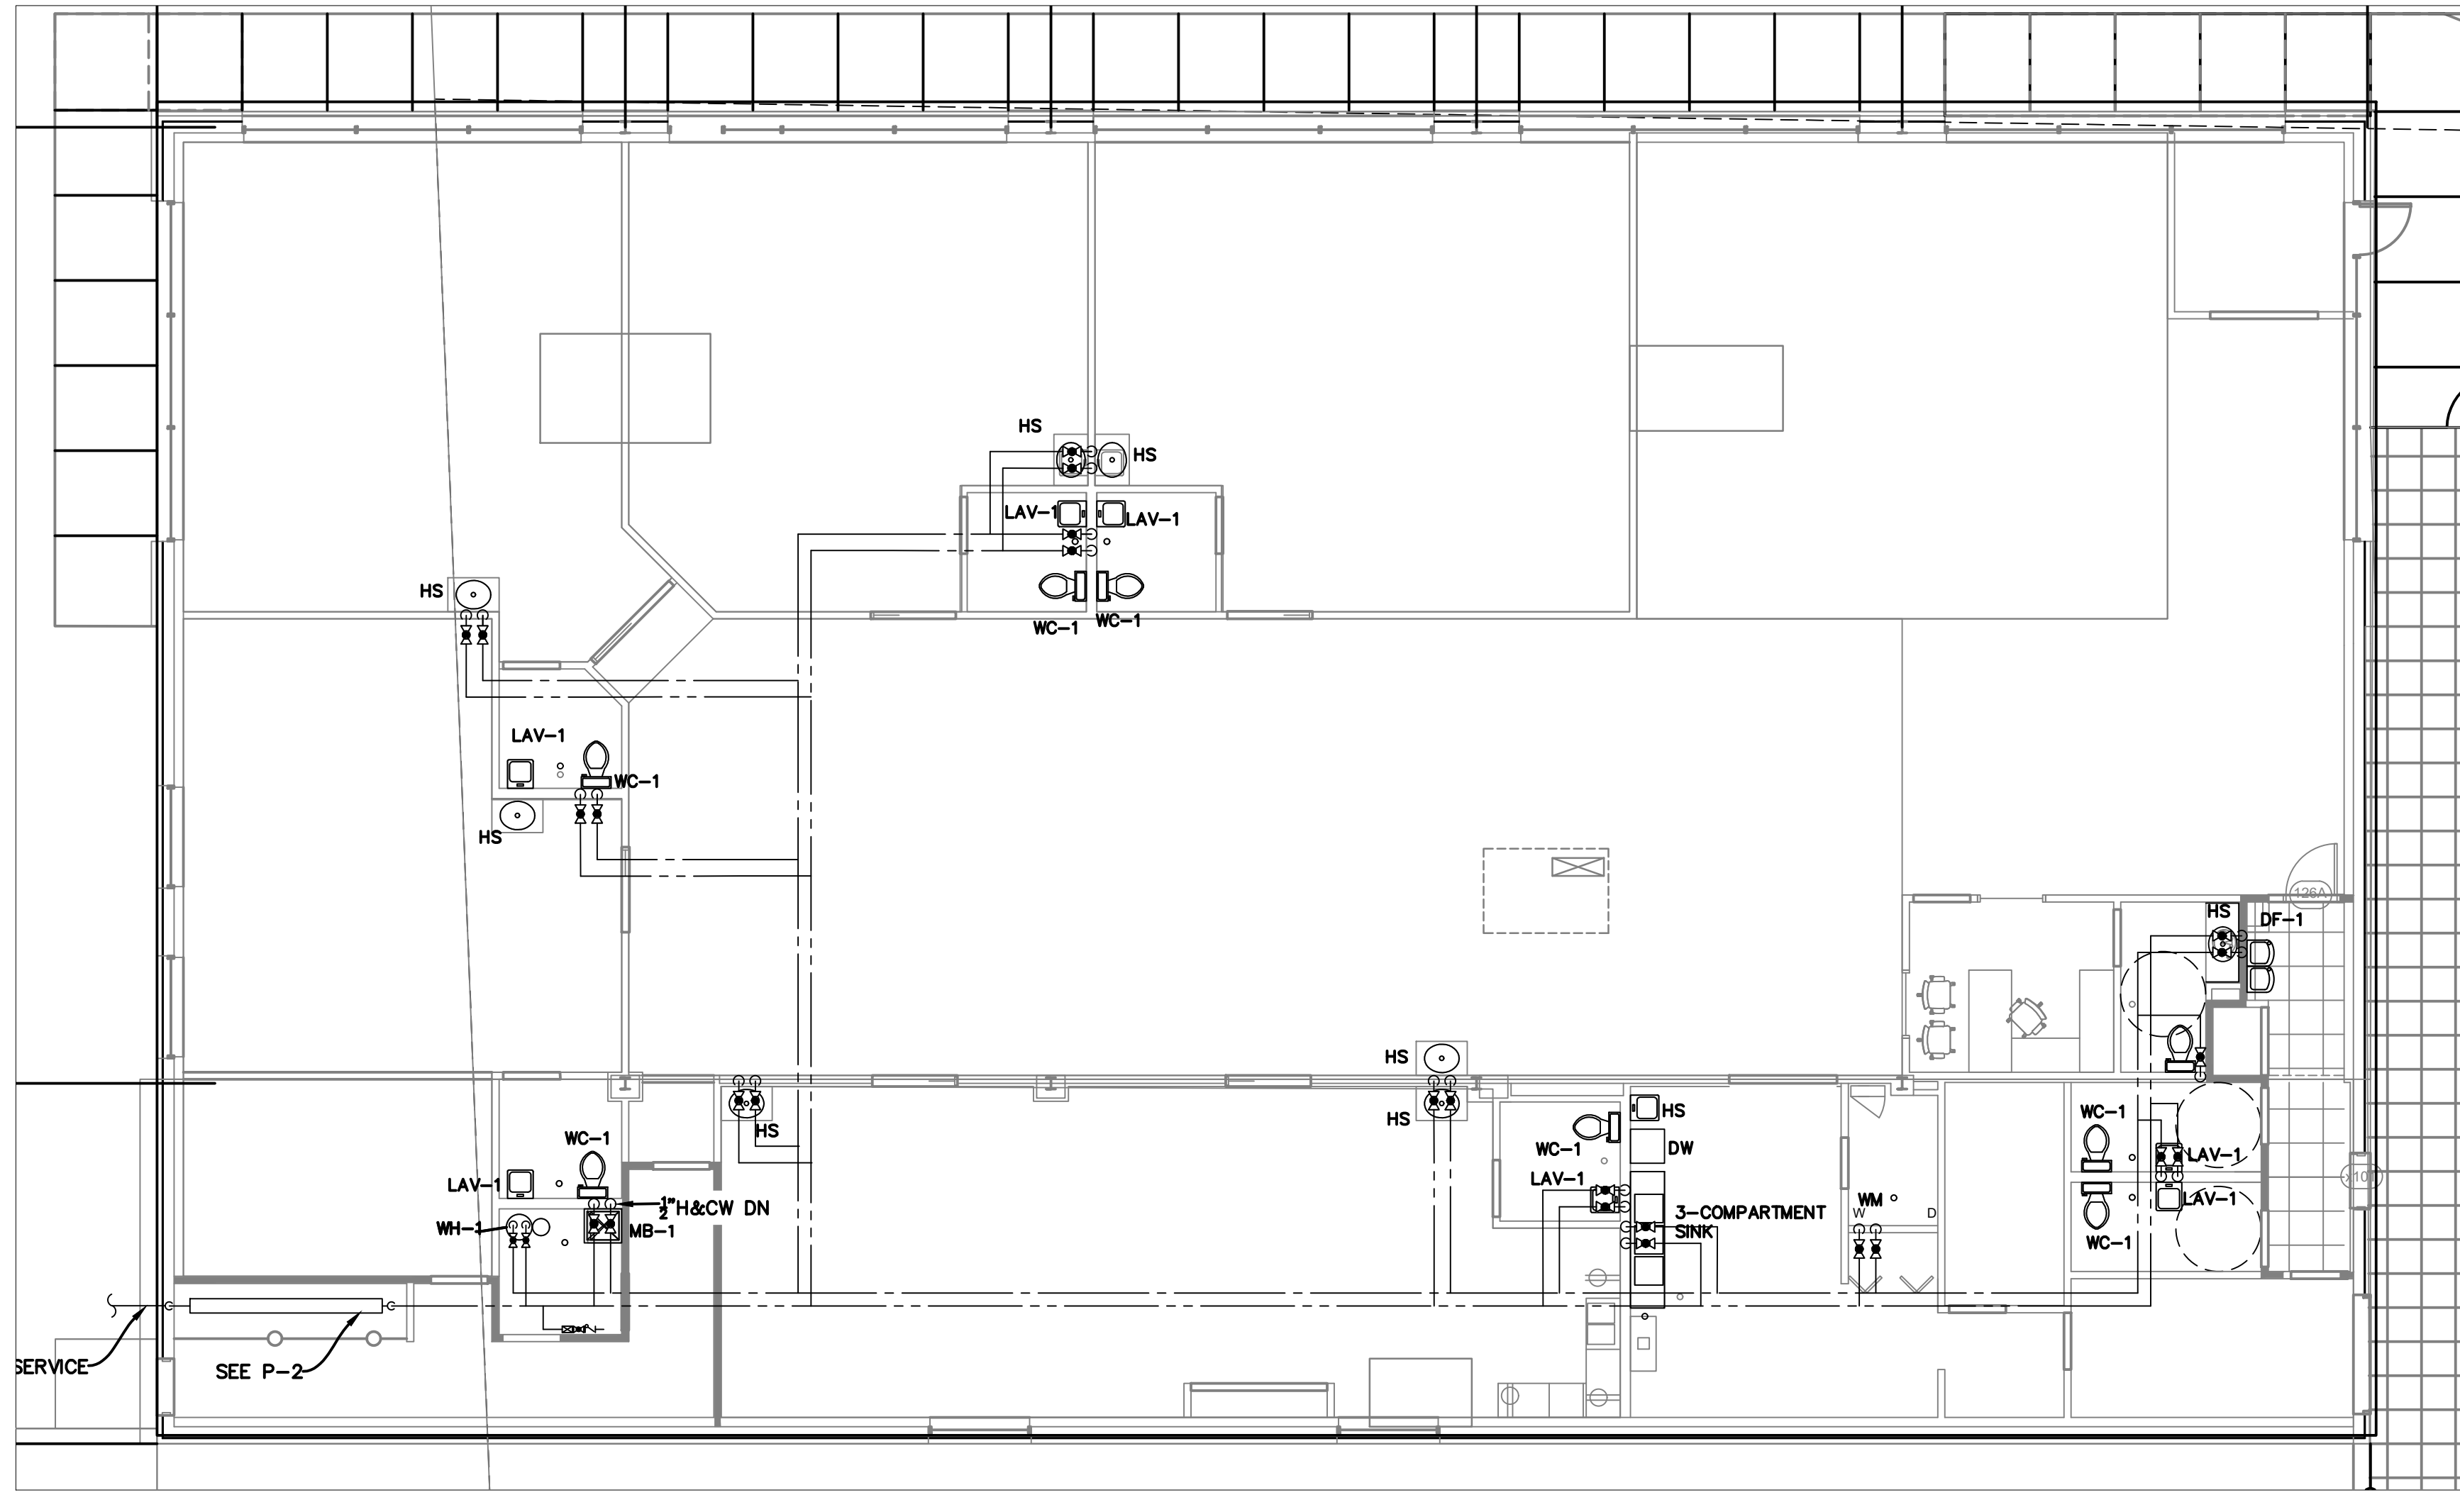 HS
HS
LAV-1
LAV-1
HS
WC-1
WC-1
LAV-1
WC-1
HS
126A
HS
DF-1
HS
HS
HS
HS
WC-1
WC-1
DW
WC-1
LAV-1
LAV-1
LAV-1
WM
W
D
LAV-1
1/2"H&CW DN
3-COMPARTMENT
SINK
WH-1
MB-1
WC-1
SERVICE
SEE P-2